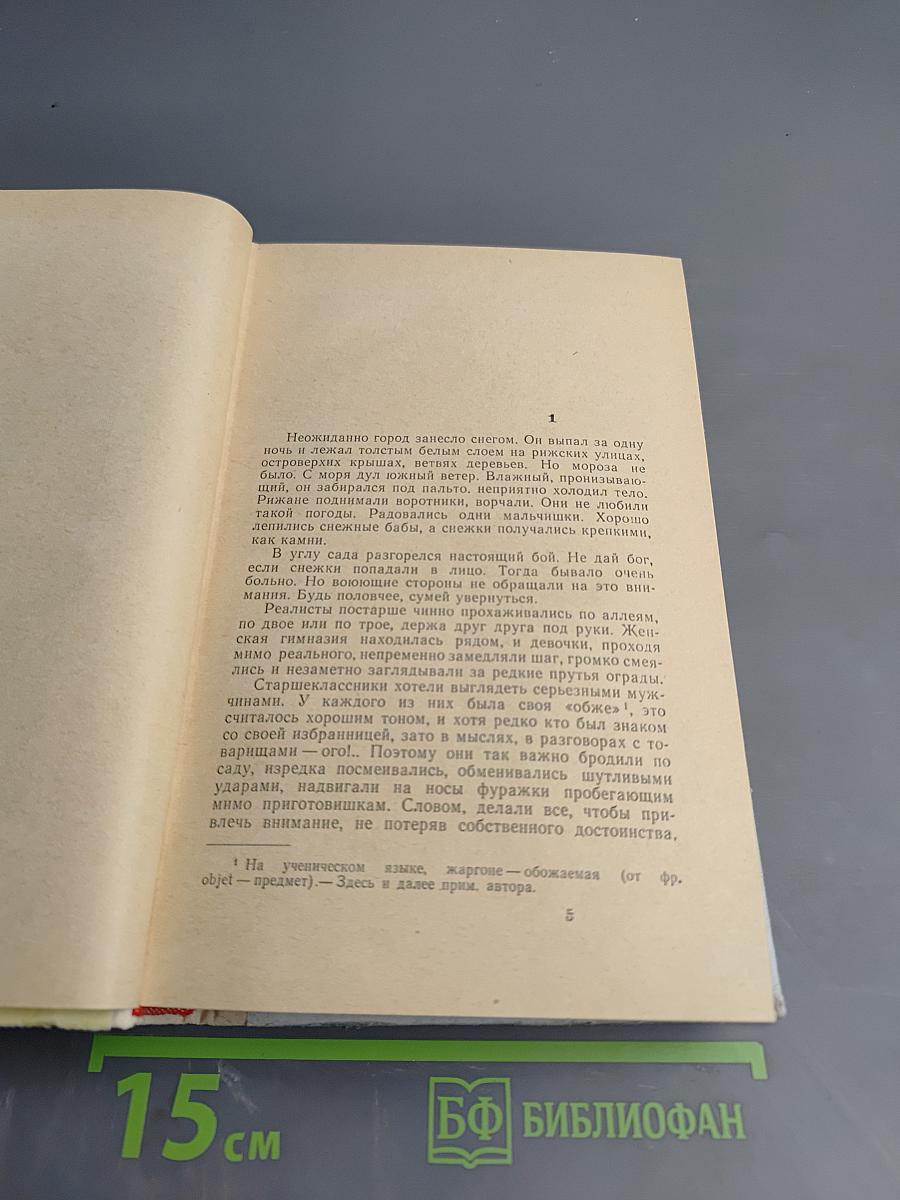 1
Неожиданно город занесло снегом. Он выпал за одну
ночь и лежал толстым белым слоем на рижских улицах,
островерхих крышах, ветвях деревьев. Но мороза не
было. С моря дул южный ветер. Влажный, пронизываю-
щий, он забирался под пальто, неприятно холодил тело.
Рижане поднимали воротники, ворчали. Они не любили
такой погоды. Радовались одни мальчишки. Хорошо
лепились снежные бабы, а снежки получались крепкими,
как камни.
В углу сада разгорелся настоящий бой. Не дай бог,
если снежки попадали в лицо. Тогда бывало очень
больно. Но воюющие стороны не обращали на это вни-
мания. Будь половчее, сумей увернуться.
Реалисты постарше чинно прохаживались по аллеям,
по двое или по трое, держа друг друга под руки. Жен-
ская гимназия находилась рядом, и девочки, проходя
мимо реального, непременно замедляли шаг, громко смея-
лись и незаметно заглядывали за редкие прутья ограды.
Старшеклассники хотели выглядеть серьезными муж-
чинами. У каждого из них была своя «обже»¹, это
считалось хорошим тоном, и хотя редко кто был знаком
со своей избранницей, зато в мыслях, в разговорах с то-
варищами — ого!.. Поэтому они так важно бродили по
саду, изредка посмеивались, обменивались шутливыми
ударами, надвигали на носы фуражки пробегающим
мимо приготовишкам. Словом, делали все, чтобы при-
влечь внимание, не потеряв собственного достоинства.
¹ На ученическом языке, жаргоне — обожаемая (от фр.
objet — предмет).— Здесь и далее прим. автора.
5
15 см
БФ БИБЛИОФАН